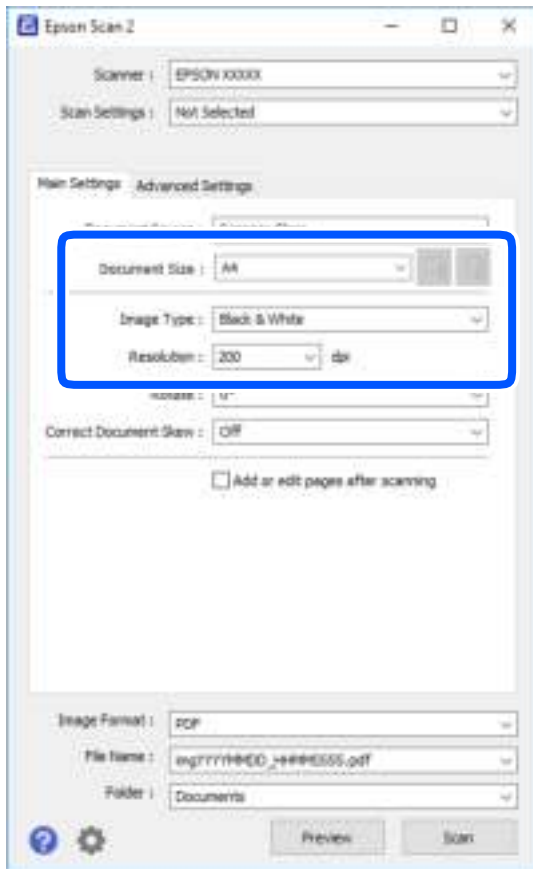 Epson Scan 2
Scanner : EPSON XXXXX
Scan Settings : Not Selected
Main Settings Advanced Settings
Document Size : A4
Image Type : Black & White
Resolution : 200 dpi
Rotate : 0°
Correct Document Skew : Off
Add or edit pages after scanning
Image Format : PDF
File Name :
Folder : Documents
Preview Scan